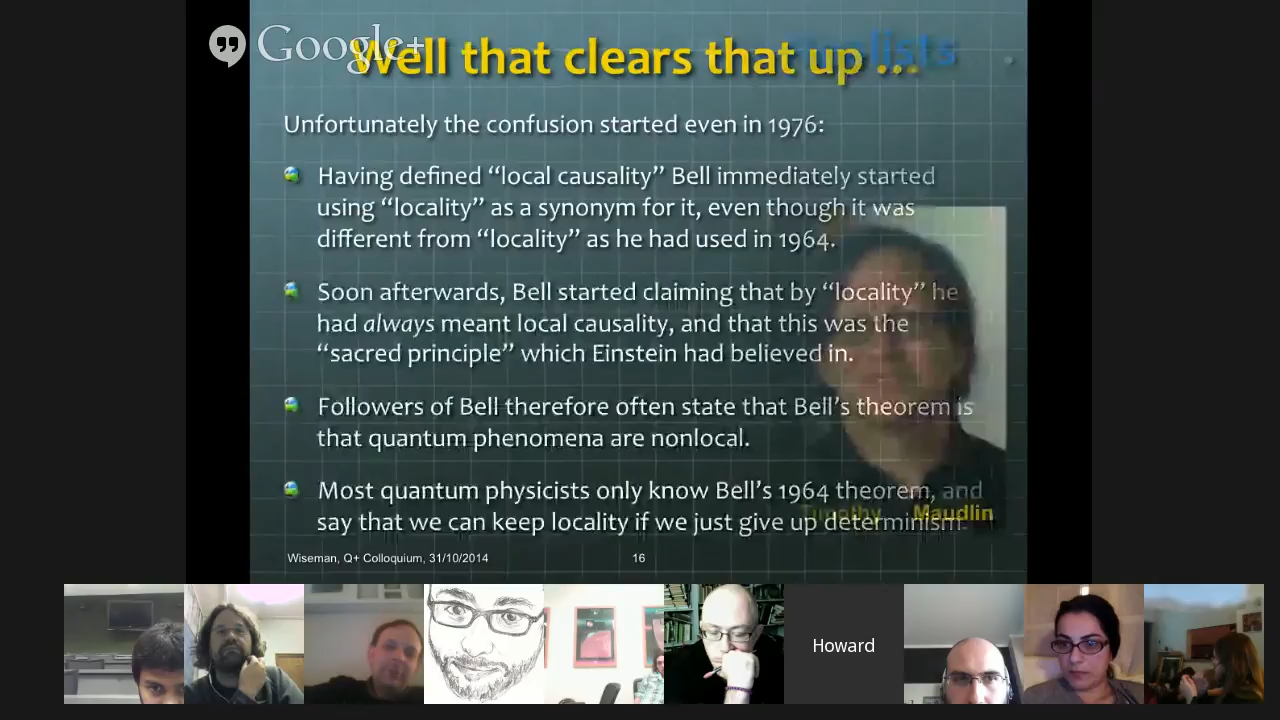 Google+
Well that clears that up ...
Unfortunately the confusion started even in 1976:
Having defined “local causality” Bell immediately started
using “locality” as a synonym for it, even though it was
different from “locality” as he had used in 1964.
Soon afterwards, Bell started claiming that by “locality” he
had always meant local causality, and that this was the
“sacred principle” which Einstein had believed in.
Followers of Bell therefore often state that Bell’s theorem is
that quantum phenomena are nonlocal.
Most quantum physicists only know Bell’s 1964 theorem, and
say that we can keep locality if we just give up determinism.
Timothy Maudlin
Wiseman, Q+ Colloquium, 31/10/2014 16
Howard